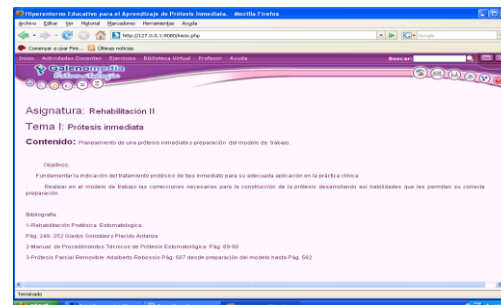 Hiperentorno Educativo para el Aprendizaje de Prótesis Inmediata. - Mozilla Firefox
Archivo Editar Ver Historial Marcadores Herramientas Ayuda
http://127.0.0.1:8080/inicio.php
Google
Comenzar a usar Fire... Últimas noticias
Inicio Actividades Docentes Ejercicios Biblioteca Virtual Profesor Ayuda
Buscar:
Galenomedia
Estomatología
Asignatura: Rehabilitación II
Tema I: Prótesis inmediata
Contenido: Planeamiento de una prótesis inmediata y preparación del modelo de trabajo.
Objetivos:
Fundamentar la indicación del tratamiento protésico de tipo inmediato para su adecuada aplicación en la práctica clínica.
Realizar en el modelo de trabajo las correcciones necesarias para la construcción de la prótesis desarrollando así habilidades que les permitan su correcta
preparación.
Bibliografía
1-Rehabilitación Protésica Estomatológica
Pág. 249-252 Gladys González y Placido Ardanza
2-Manual de Procedimientos Técnicos de Prótesis Estomatológica Pág. 88-90
3-Prótesis Parcial Removible Adalberto Rebossio Pág. 587 desde preparación del modelo hasta Pág. 592
Terminado